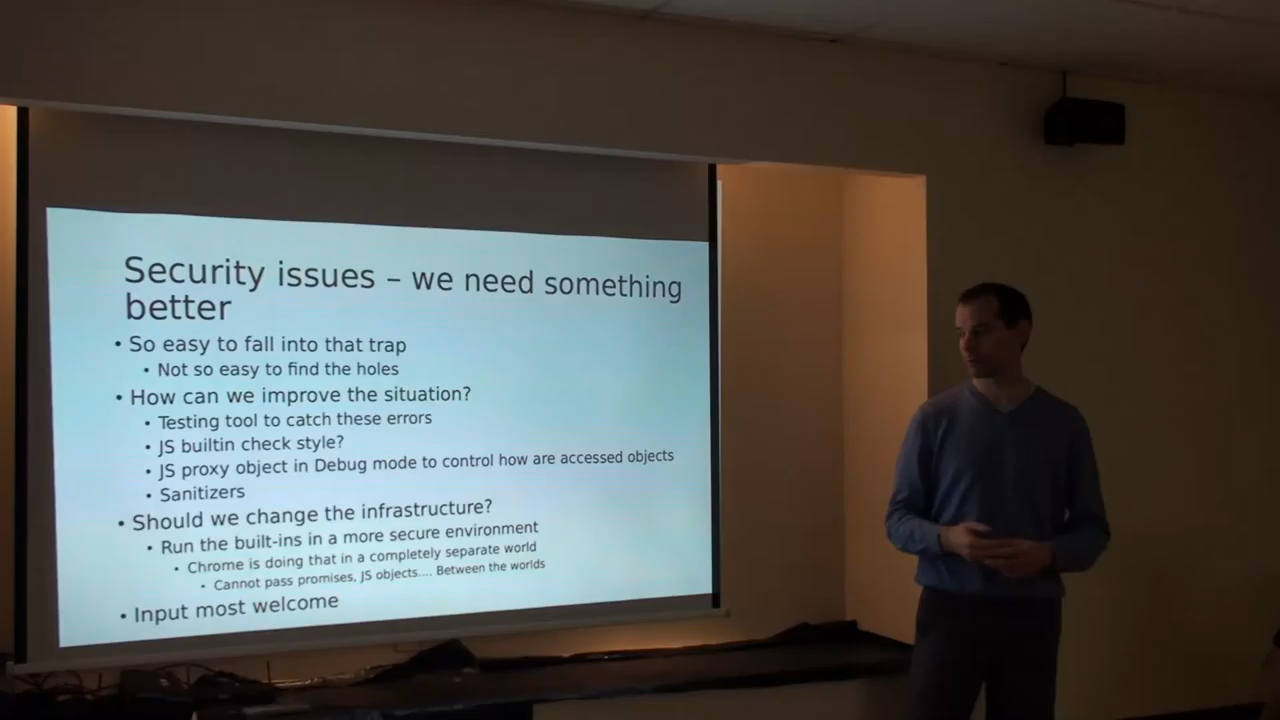 Security issues – we need something
better
• So easy to fall into that trap
• Not so easy to find the holes
• How can we improve the situation?
• Testing tool to catch these errors
• JS builtin check style?
• JS proxy object in Debug mode to control how are accessed objects
• Sanitizers
• Should we change the infrastructure?
• Run the built-ins in a more secure environment
• Chrome is doing that in a completely separate world
• Cannot pass promises, JS objects.... Between the worlds
• Input most welcome